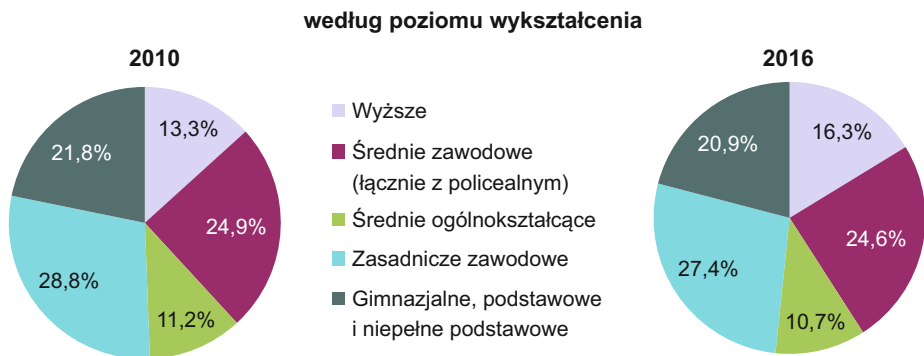 według poziomu wykształcenia
2010
13,3%
24,9%
11,2%
28,8%
21,8%
Wyższe
Średnie zawodowe
(łącznie z policealnym)
Średnie ogólnokształcące
Zasadnicze zawodowe
Gimnazjalne, podstawowe
i niepełne podstawowe
2016
16,3%
24,6%
10,7%
27,4%
20,9%